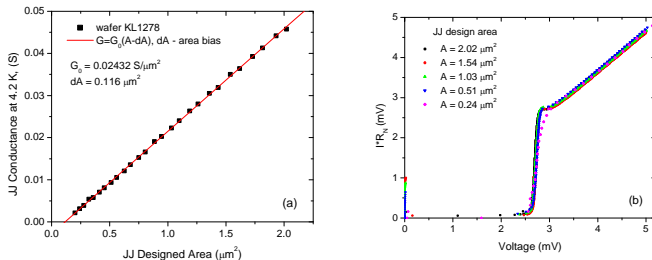 0.05
0.04
0.03
0.02
0.01
0.00
JJ Conductance at 4.2 K, (S)
wafer KL1278
G=G₀(A-dA), dA - area bias
G₀ = 0.02432 S/μm²
dA = 0.116 μm²
(a)
0.0 0.5 1.0 1.5 2.0
JJ Designed Area (μm²)
5
4
3
2
1
0
I*R_N (mV)
JJ design area
A = 2.02 μm²
A = 1.54 μm²
A = 1.03 μm²
A = 0.51 μm²
A = 0.24 μm²
(b)
0 1 2 3 4 5
Voltage (mV)